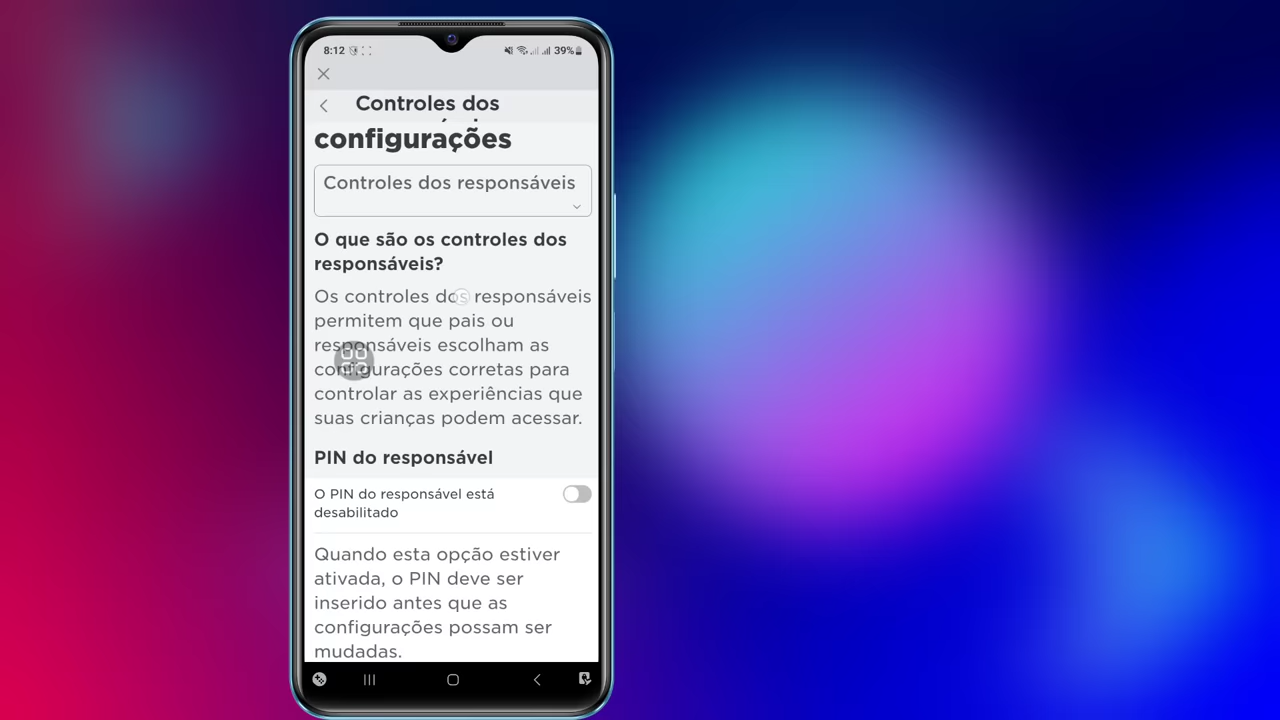 8:12
39%
Controles dos
configurações
Controles dos responsáveis
O que são os controles dos
responsáveis?
Os controles dos responsáveis
permitem que pais ou
responsáveis escolham as
configurações corretas para
controlar as experiências que
suas crianças podem acessar.
PIN do responsável
O PIN do responsável está
desabilitado
Quando esta opção estiver
ativada, o PIN deve ser
inserido antes que as
configurações possam ser
mudadas.